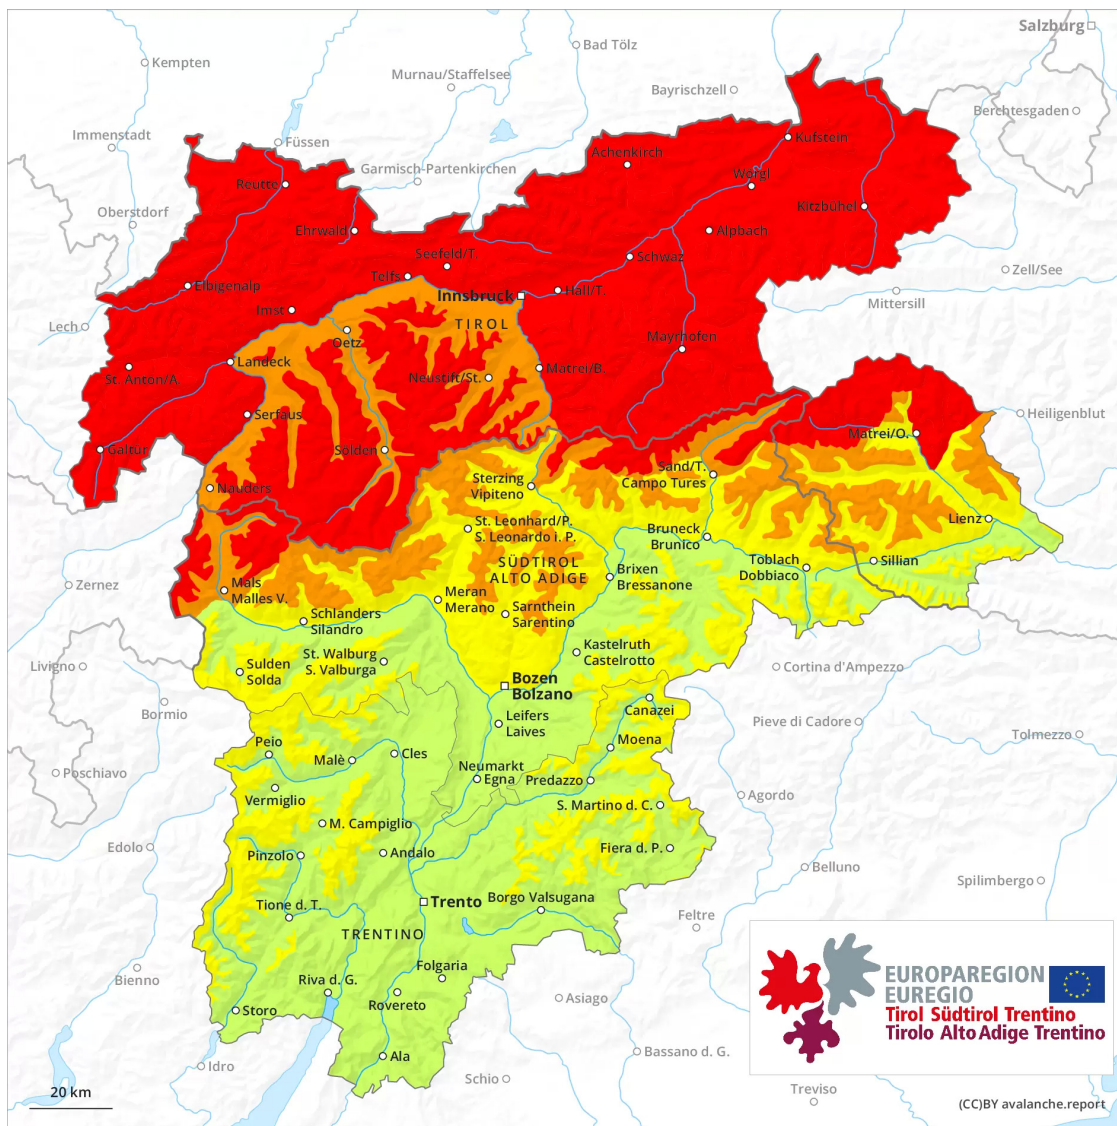 Salzburg
Bad Tölz
Kempten
Murnau/Staffelsee
Bayrischzell
Berchtesgaden
Immenstadt
Füssen
Kufstein
Achenkirch
Garmisch-Partenkirchen
Wörgl
Reutte
Oberstdorf
Kitzbühel
Ehrwald
Alpbach
Seefeld/T.
Schwaz
Zell/See
Telfs
Elbigenalp
Innsbruck
Hall/T.
Mittersill
Imst
TIROL
Lech
Oetz
Mayrhofen
Landeck
Matrei/B.
St. Anton/A.
Neustift/St.
Heiligenblut
Serfaus
Matrei/O.
Galtür
Sölden
Sand/T.
Campo Tures
Sterzing
Vipiteno
Nauders
St. Leonhard/P.
S. Leonardo i. P.
Lienz
Bruneck
Brunico
SÜDTIROL
ALTO ADIGE
Toblach
Dobbiaco
Sillian
Brixen
Bressanone
Zernez
Mals
Malles V.
Meran
Merano
Sarnthein
Sarentino
Schlanders
Silandro
Kastelruth
Castelrotto
St. Walburg
S. Valburga
Livigno
Sulden
Solda
Cortina d'Ampezzo
Bozen
Bolzano
Bormio
Canazei
Leifers
Laives
Pieve di Cadore
Tolmezzo
Peio
Moena
Cles
Malè
Poschiavo
Neumarkt
Egna
Predazzo
Vermiglio
S. Martino d. C.
Agordo
M. Campiglio
Edolo
Pinzolo
Andalo
Fiera d. P.
Belluno
Spilimbergo
Trento
Borgo Valsugana
Tione d. T.
Feltre
TRENTINO
Bienno
Folgaria
Riva d. G.
Asiago
Storo
Rovereto
EUROPAREGION
EUREGIO
Tirol Südtirol Trentino
Tirolo Alto Adige Trentino
Ala
Bassano d. G.
Idro
Schio
20 km
Treviso
(CC)BY avalanche.report